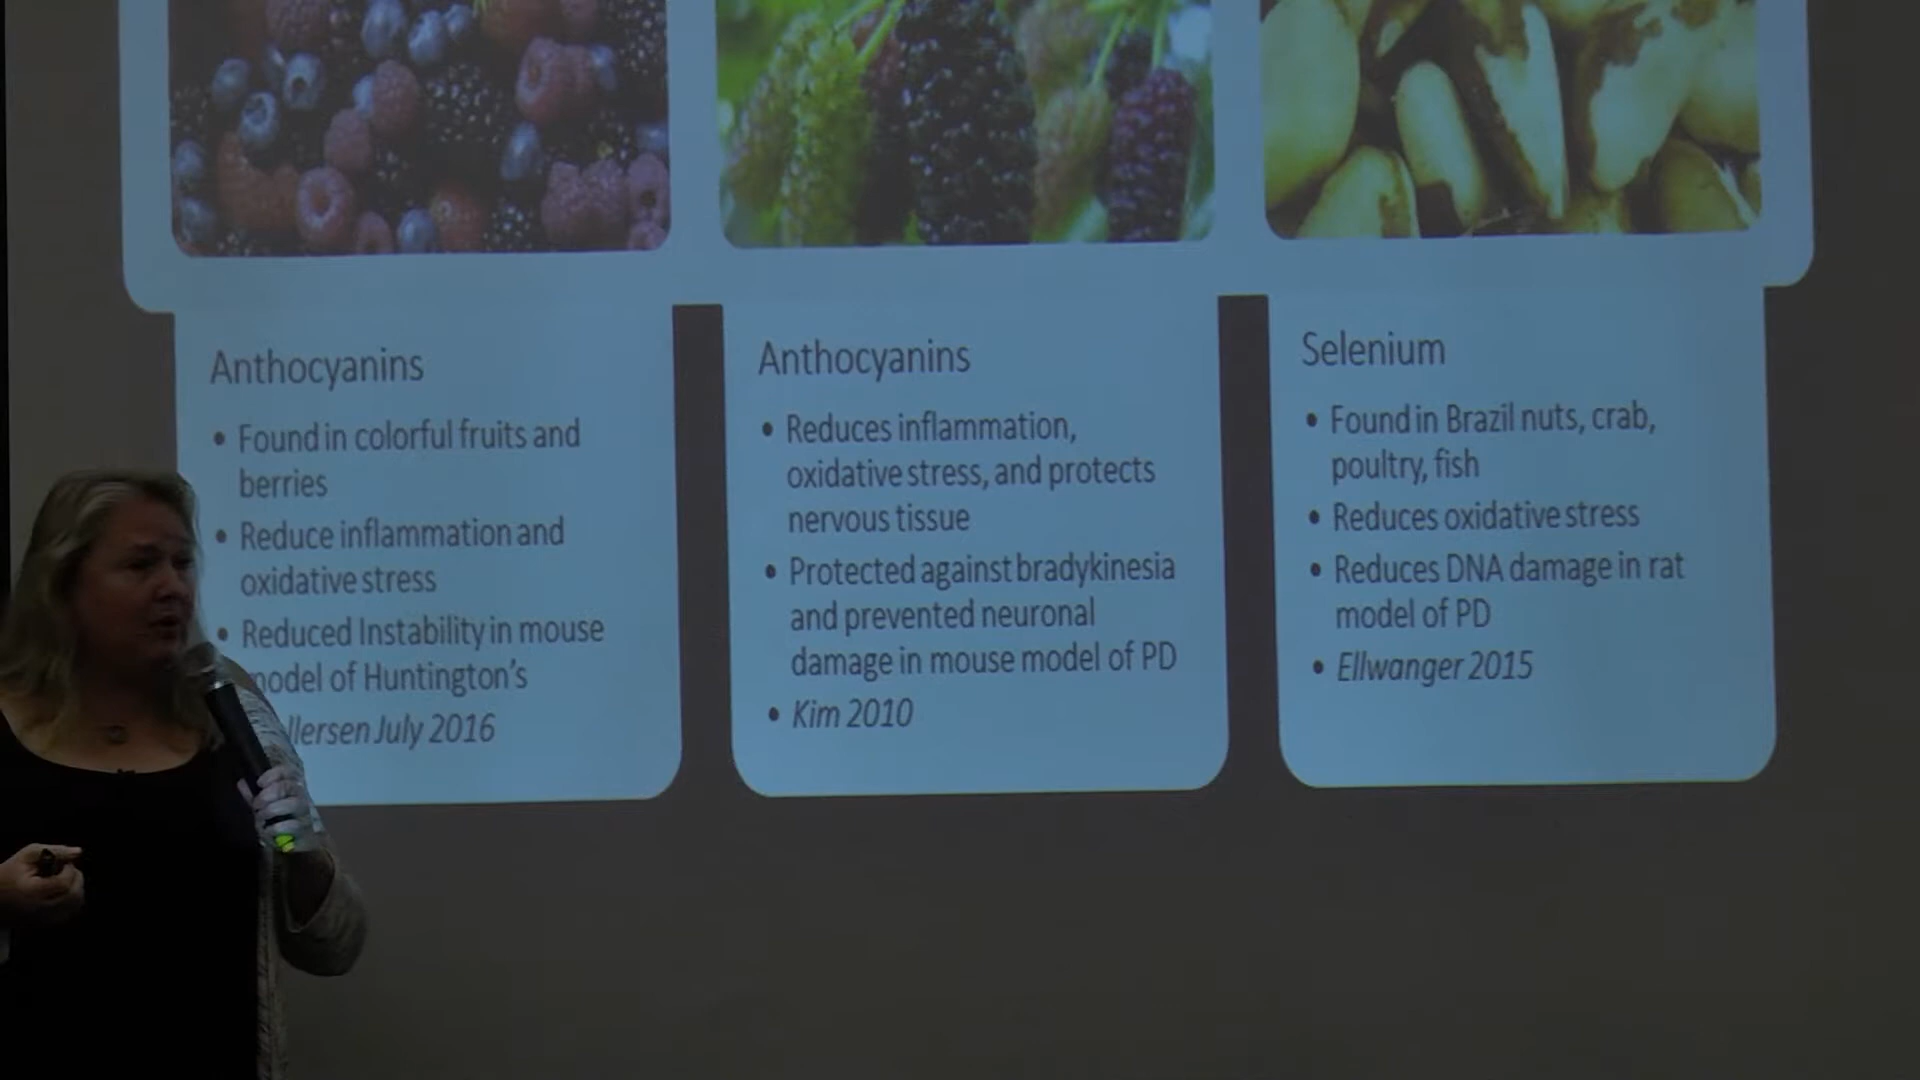 Anthocyanins
• Found in colorful fruits and
berries
• Reduce inflammation and
oxidative stress
• Reduced Instability in mouse
model of Huntington's
July 2016
Anthocyanins
• Reduces inflammation,
oxidative stress, and protects
nervous tissue
• Protected against bradykinesia
and prevented neuronal
damage in mouse model of PD
• Kim 2010
Selenium
• Found in Brazil nuts, crab,
poultry, fish
• Reduces oxidative stress
• Reduces DNA damage in rat
model of PD
• Ellwanger 2015